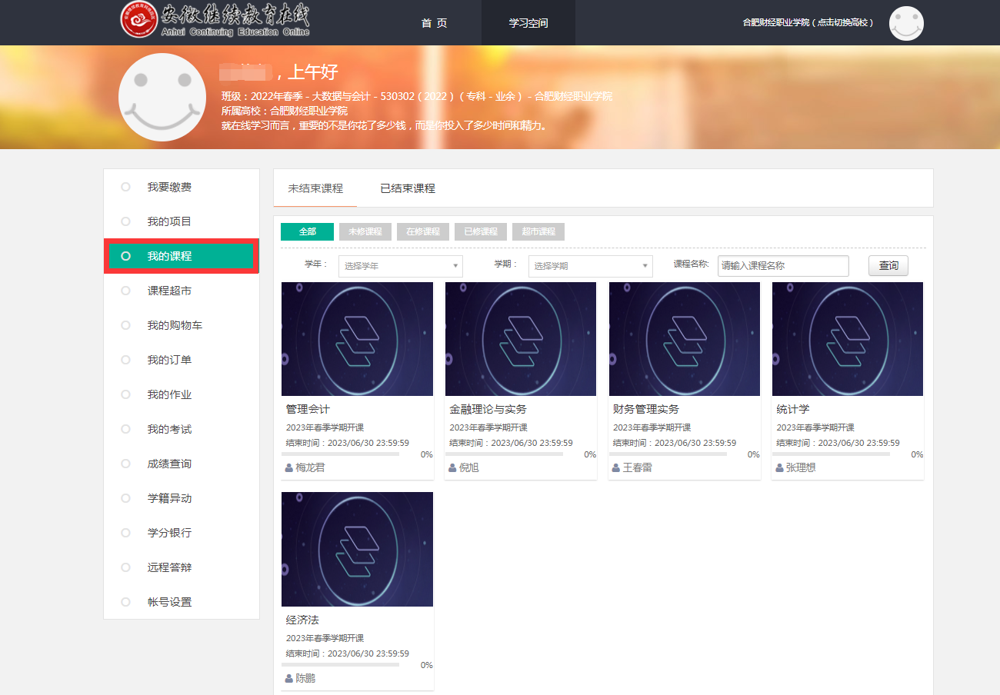 安徽继续教育在线
Anhui Continuing Education Online
首 页
学习空间
合肥财经职业学院（点击切换高校）
，上午好
班级：2022年春季 - 大数据与会计 - 530302（2022）（专科 - 业余） - 合肥财经职业学院
所属高校：合肥财经职业学院
就在线学习而言，重要的不是你花了多少钱，而是你投入了多少时间和精力。
我要缴费
我的项目
我的课程
课程超市
我的购物车
我的订单
我的作业
我的考试
成绩查询
学籍异动
学分银行
远程答辩
帐号设置
未结束课程
已结束课程
全部
未修课程
在修课程
已修课程
超市课程
学年：
选择学年
学期：
选择学期
课程名称:
请输入课程名称
查询
管理会计
2023年春季学期开课
结束时间：2023/06/30 23:59:59
0%
梅龙君
金融理论与实务
2023年春季学期开课
结束时间：2023/06/30 23:59:59
0%
倪旭
财务管理实务
2023年春季学期开课
结束时间：2023/06/30 23:59:59
0%
王春雷
统计学
2023年春季学期开课
结束时间：2023/06/30 23:59:59
0%
张理想
经济法
2023年春季学期开课
结束时间：2023/06/30 23:59:59
0%
陈鹏